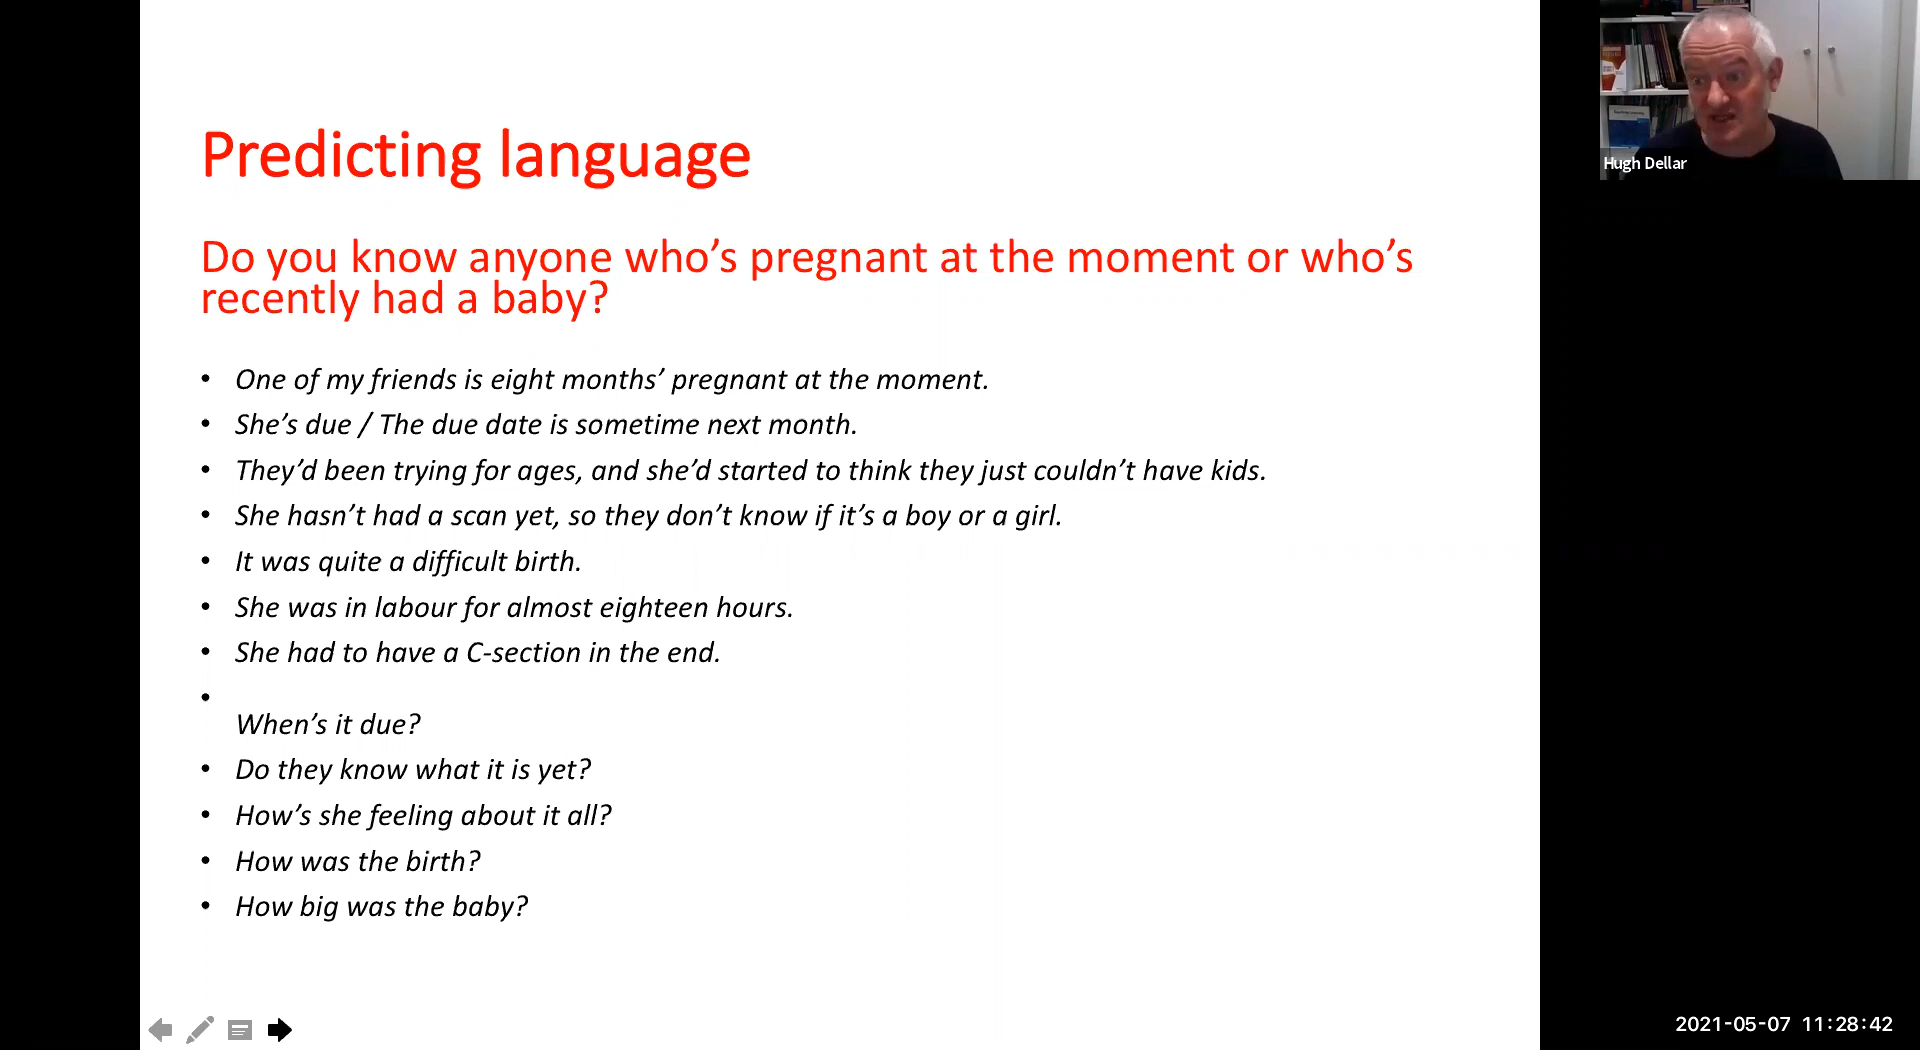 Predicting language
Do you know anyone who’s pregnant at the moment or who’s
recently had a baby?
• One of my friends is eight months’ pregnant at the moment.
• She’s due / The due date is sometime next month.
• They’d been trying for ages, and she’d started to think they just couldn’t have kids.
• She hasn’t had a scan yet, so they don’t know if it’s a boy or a girl.
• It was quite a difficult birth.
• She was in labour for almost eighteen hours.
• She had to have a C-section in the end.
•
When’s it due?
• Do they know what it is yet?
• How’s she feeling about it all?
• How was the birth?
• How big was the baby?
Hugh Dellar
2021-05-07 11:28:42